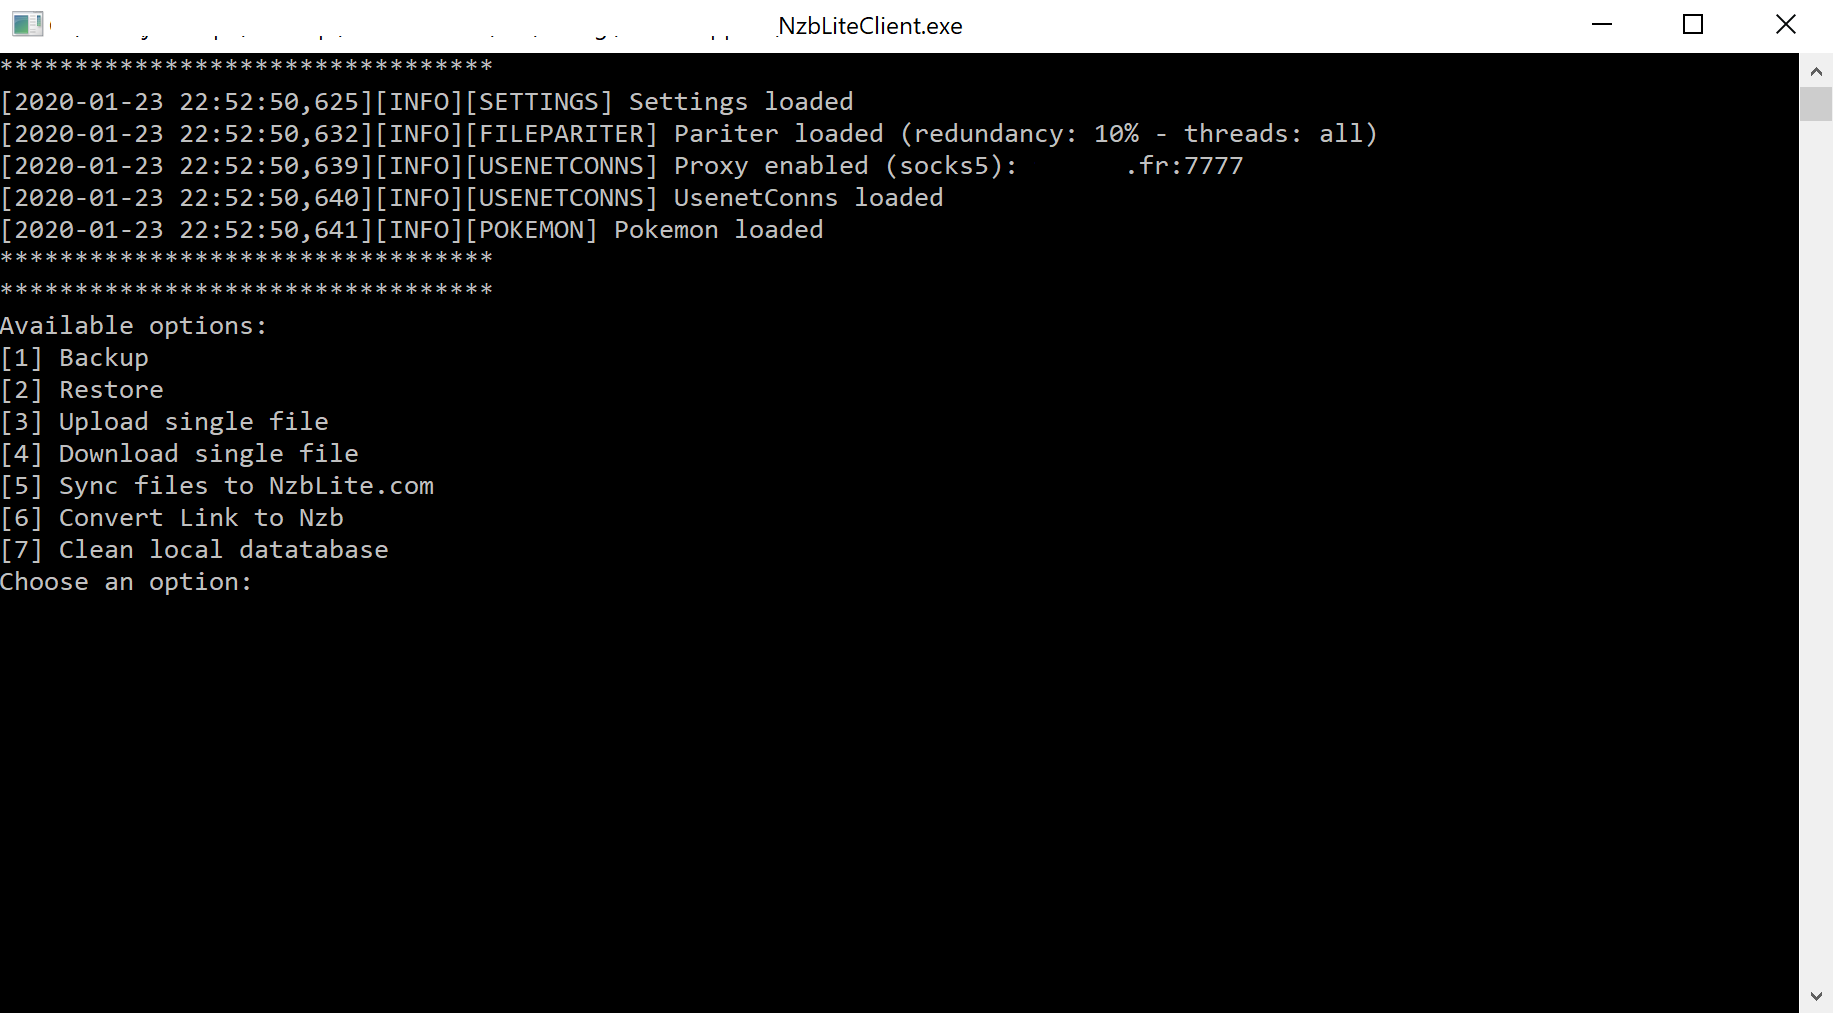 NzbLiteClient.exe
*********************************
[2020-01-23 22:52:50,625][INFO][SETTINGS] Settings loaded
[2020-01-23 22:52:50,632][INFO][FILEPARITER] Pariter loaded (redundancy: 10% - threads: all)
[2020-01-23 22:52:50,639][INFO][USENETCONNS] Proxy enabled (socks5): .fr:7777
[2020-01-23 22:52:50,640][INFO][USENETCONNS] UsenetConns loaded
[2020-01-23 22:52:50,641][INFO][POKEMON] Pokemon loaded
*********************************
*********************************
Available options:
[1] Backup
[2] Restore
[3] Upload single file
[4] Download single file
[5] Sync files to NzbLite.com
[6] Convert Link to Nzb
[7] Clean local datatabase
Choose an option: